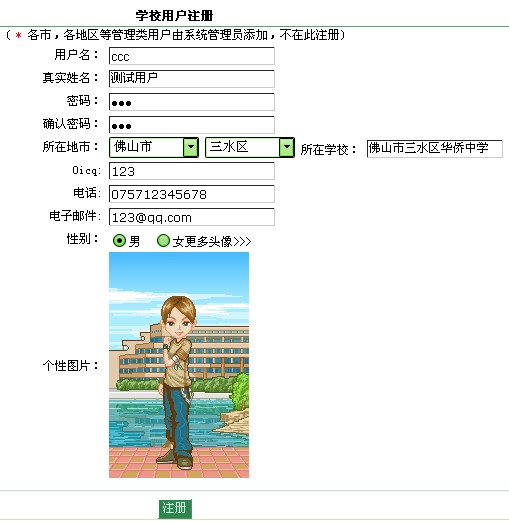 学校用户注册
（ * 各市，各地区等管理类用户由系统管理员添加，不在此注册）
用户名： ccc
真实姓名： 测试用户
密码： ●●●
确认密码： ●●●
所在地市： 佛山市 三水区 所在学校： 佛山市三水区华侨中学
Oicq: 123
电话: 075712345678
电子邮件: 123@qq.com
性别： 男 女更多头像>>>
个性图片：
注册